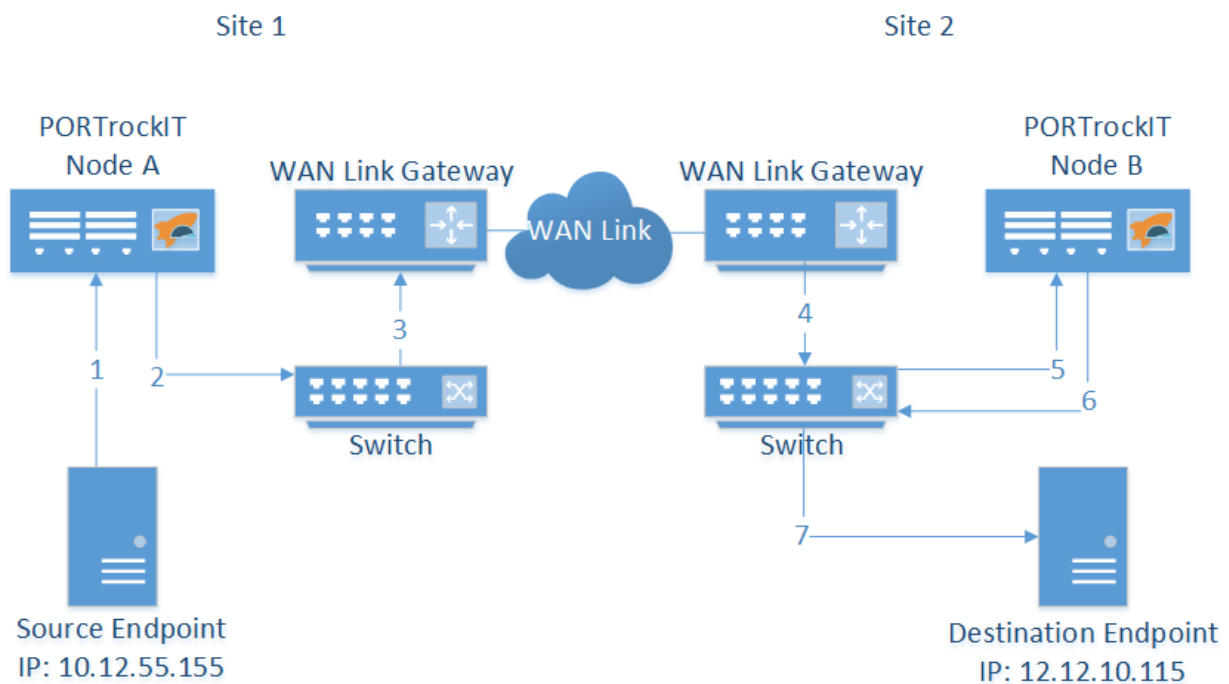 Site 1
Site 2
PORTrockIT
Node A
WAN Link Gateway
WAN Link
WAN Link Gateway
PORTrockIT
Node B
1
2
3
Switch
4
5
6
Switch
7
Source Endpoint
IP: 10.12.55.155
Destination Endpoint
IP: 12.12.10.115